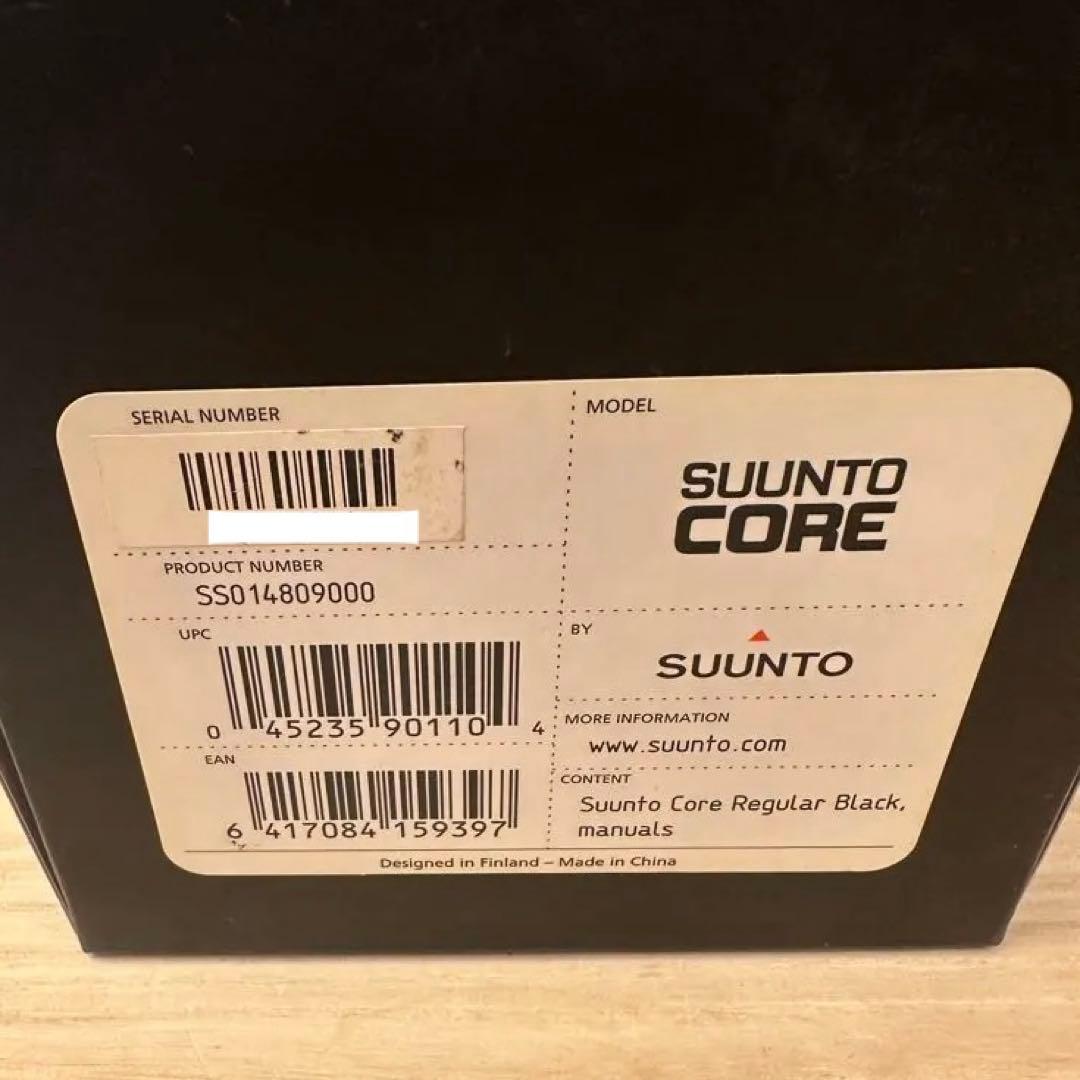 SERIAL NUMBER
PRODUCT NUMBER
SS014809000
UPC
0 45235 90110 4
EAN
6 417084 159397
MODEL
SUUNTO
CORE
BY
SUUNTO
MORE INFORMATION
www.suunto.com
CONTENT
Suunto Core Regular Black,
manuals
Designed in Finland – Made in China